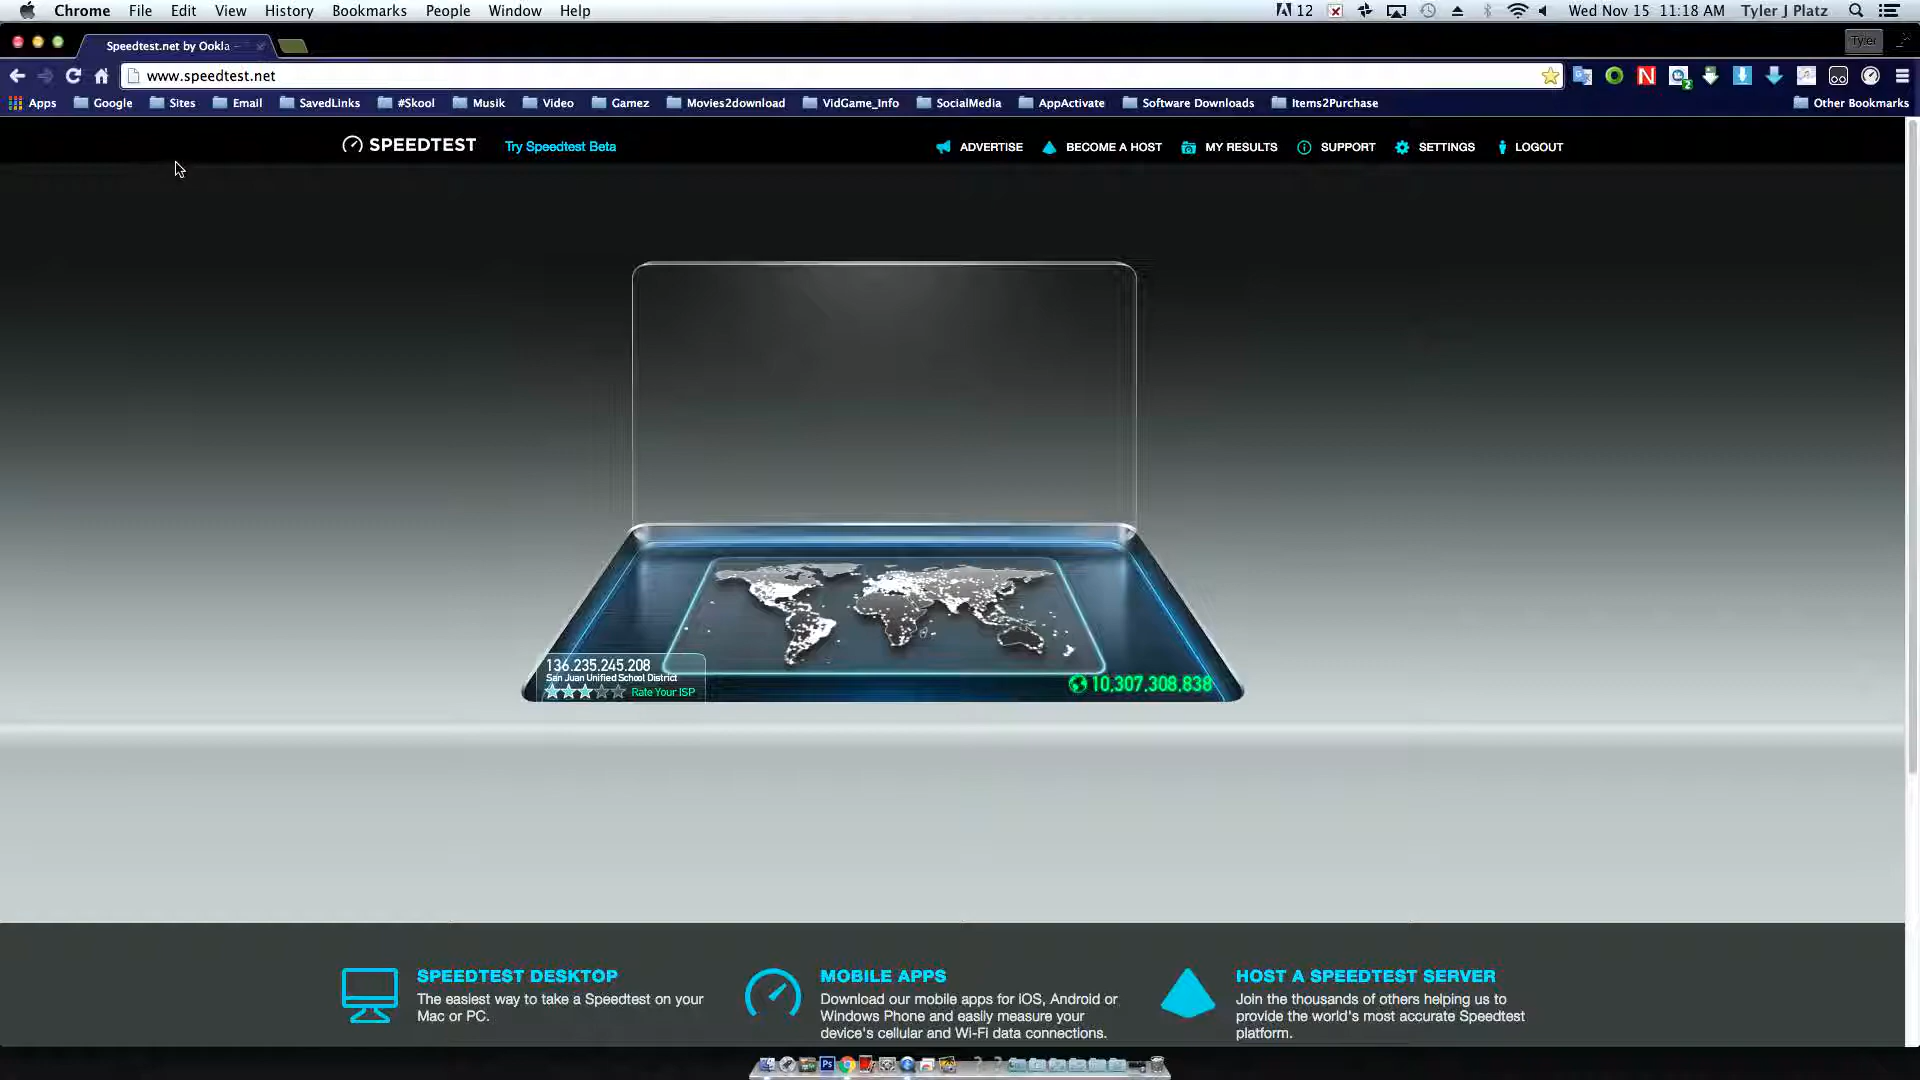 Chrome File Edit View History Bookmarks People Window Help 12 Wed Nov 15 11:18 AM Tyler J Platz
Speedtest.net by Ookla Tyler
www.speedtest.net
Apps Google Sites Email SavedLinks #Skool Musik Video Gamez Movies2download VidGame_Info SocialMedia AppActivate Software Downloads Items2Purchase Other Bookmarks
SPEEDTEST Try Speedtest Beta ADVERTISE BECOME A HOST MY RESULTS SUPPORT SETTINGS LOGOUT
136.235.245.208
San Juan Unified School District
Rate Your ISP
10,307,308,838
SPEEDTEST DESKTOP
The easiest way to take a Speedtest on your
Mac or PC.
MOBILE APPS
Download our mobile apps for iOS, Android or
Windows Phone and easily measure your
device's cellular and Wi-Fi data connections.
HOST A SPEEDTEST SERVER
Join the thousands of others helping us to
provide the world's most accurate Speedtest
platform.
Ps